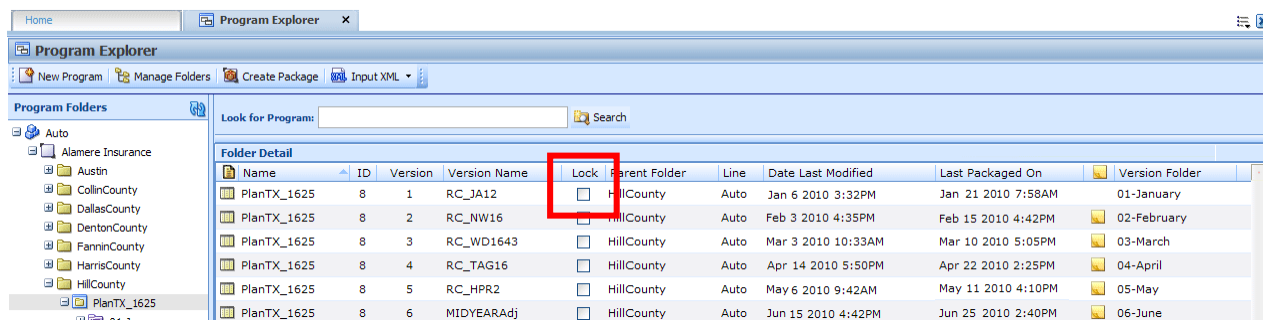 Home Program Explorer x
Program Explorer
New Program Manage Folders Create Package XML Input XML
Program Folders
Look for Program: Search
Auto
Alamere Insurance
Austin
CollinCounty
DallasCounty
DentonCounty
FanninCounty
HarrisCounty
HillCounty
PlanTX_1625
Folder Detail
Name ID Version Version Name Lock Parent Folder Line Date Last Modified Last Packaged On Version Folder
PlanTX_1625 8 1 RC_JA12 HillCounty Auto Jan 6 2010 3:32PM Jan 21 2010 7:58AM 01-January
PlanTX_1625 8 2 RC_NW16 HillCounty Auto Feb 3 2010 4:35PM Feb 15 2010 4:42PM 02-February
PlanTX_1625 8 3 RC_WD1643 HillCounty Auto Mar 3 2010 10:33AM Mar 10 2010 5:05PM 03-March
PlanTX_1625 8 4 RC_TAG16 HillCounty Auto Apr 14 2010 5:50PM Apr 22 2010 2:25PM 04-April
PlanTX_1625 8 5 RC_HPR2 HillCounty Auto May 6 2010 9:42AM May 11 2010 4:10PM 05-May
PlanTX_1625 8 6 MIDYEARAdj HillCounty Auto Jun 15 2010 4:42PM Jun 25 2010 2:40PM 06-June